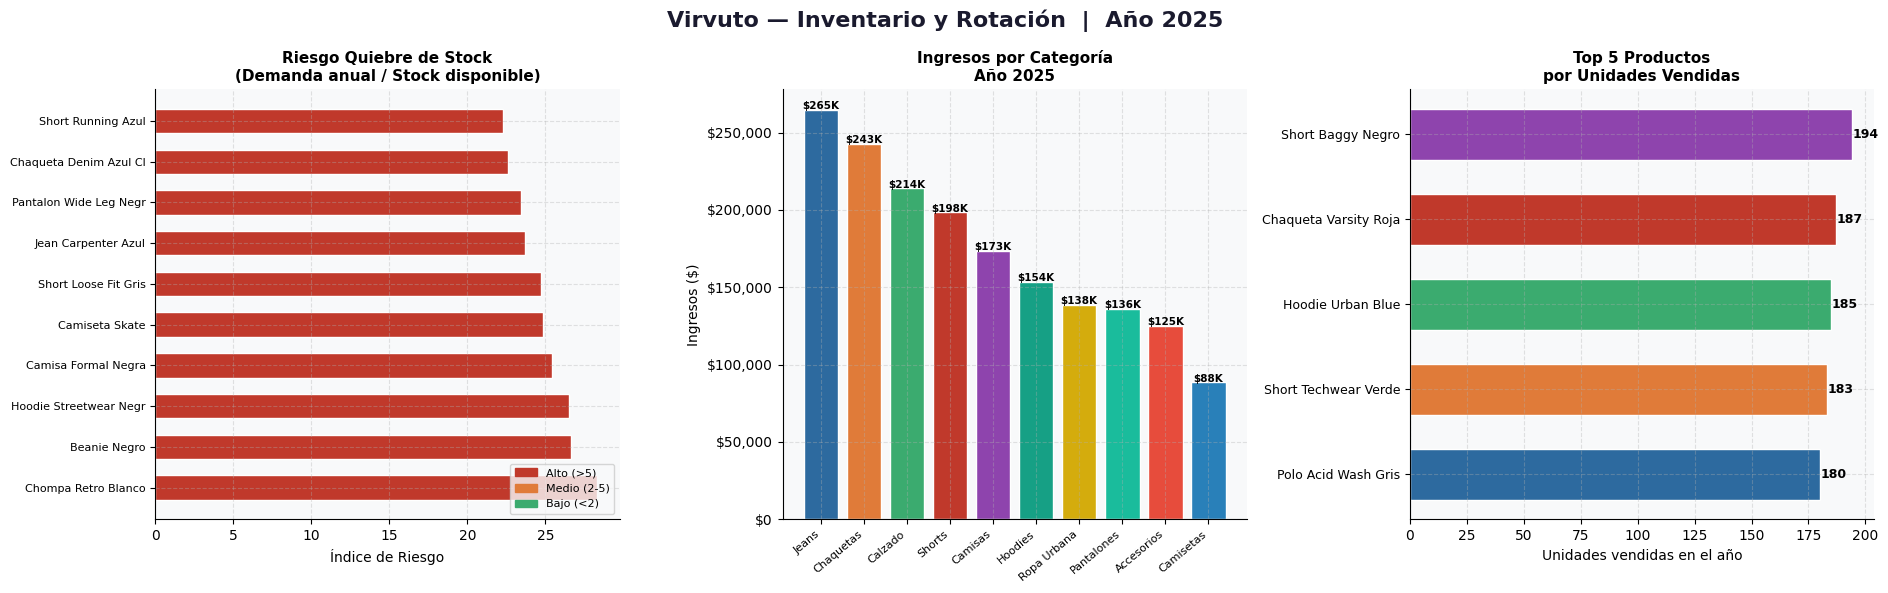 Virvuto — Inventario y Rotación  |  Año 2025
Riesgo Quiebre de Stock
(Demanda anual / Stock disponible)
Short Running Azul
Chaqueta Denim Azul Cl
Pantalon Wide Leg Negr
Jean Carpenter Azul
Short Loose Fit Gris
Camiseta Skate
Camisa Formal Negra
Hoodie Streetwear Negr
Beanie Negro
Chompa Retro Blanco
Alto (>5)
Medio (2-5)
Bajo (<2)
0 5 10 15 20 25
Índice de Riesgo
Ingresos por Categoría
Año 2025
Ingresos ($)
$250,000
$200,000
$150,000
$100,000
$50,000
$0
$265K
$243K
$214K
$198K
$173K
$154K
$138K
$136K
$125K
$88K
Jeans
Chaquetas
Calzado
Shorts
Camisas
Hoodies
Ropa Urbana
Pantalones
Accesorios
Camisetas
Top 5 Productos
por Unidades Vendidas
Short Baggy Negro 194
Chaqueta Varsity Roja 187
Hoodie Urban Blue 185
Short Techwear Verde 183
Polo Acid Wash Gris 180
0 25 50 75 100 125 150 175 200
Unidades vendidas en el año